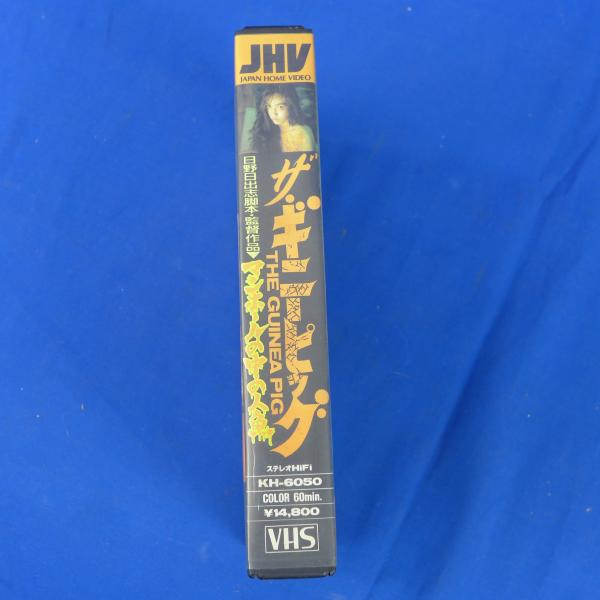 JHV
JAPAN HOME VIDEO
ザ・ギニーピッグ
THE GUINEA PIG
日野日出志脚本・監督作品▼
マンホールの中の人魚
ステレオHiFi
KH-6050
COLOR 60min.
¥14,800
VHS